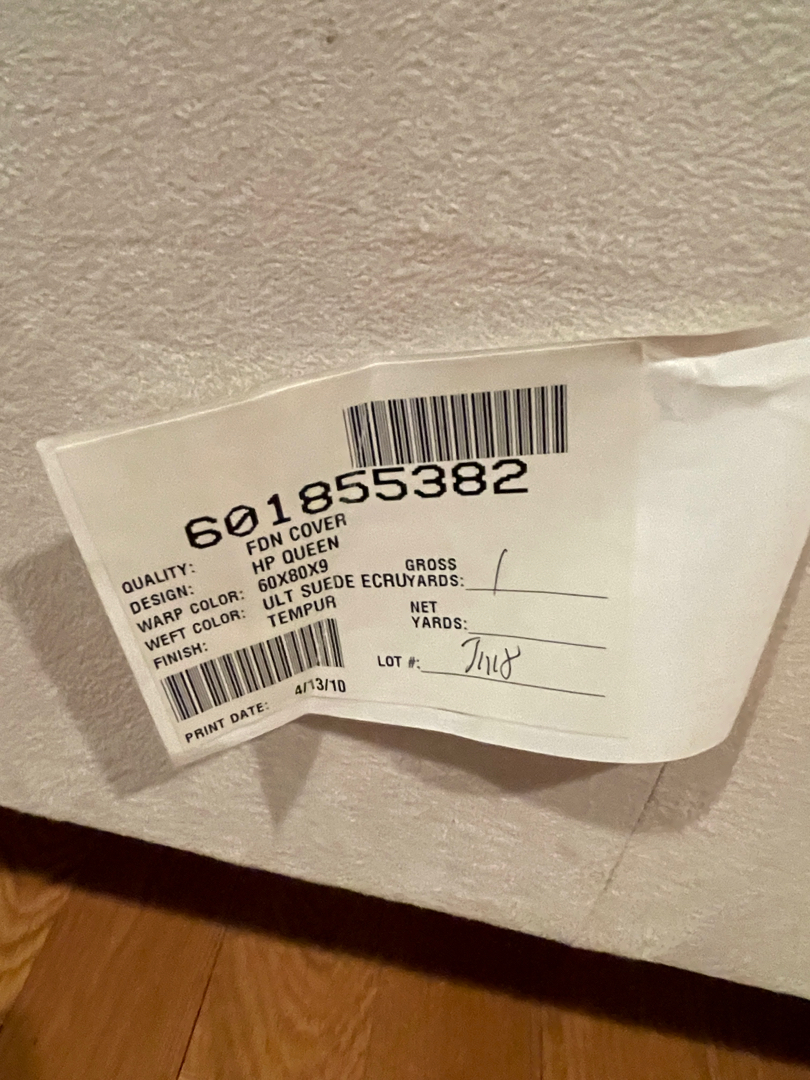 601855382
QUALITY: FDN COVER
DESIGN: HP QUEEN
WARP COLOR: 60X80X9
WEFT COLOR: ULT SUEDE ECRU
FINISH: TEMPUR
GROSS YARDS: /
NET YARDS:
LOT #:
PRINT DATE: 4/13/10